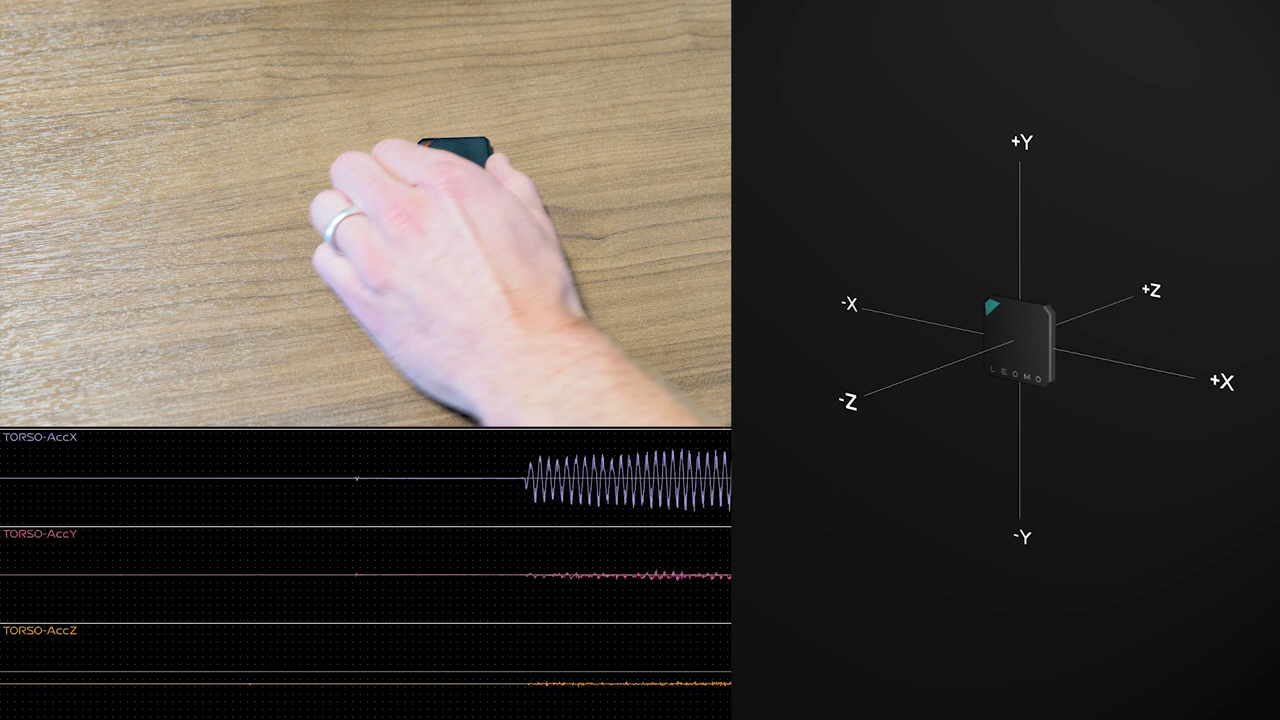 TORSO-AccX
TORSO-AccY
TORSO-AccZ
+Y
-X
+Z
-Z
+X
LEOMO
-Y